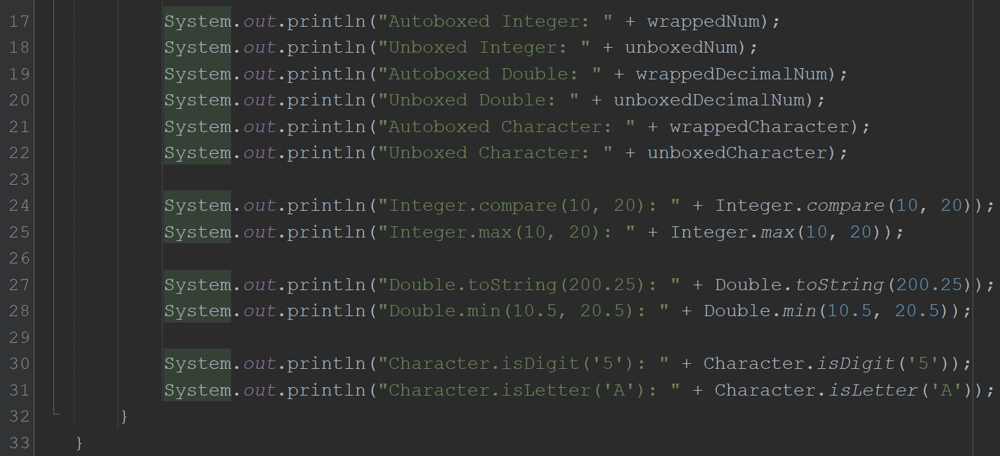 17 System.out.println("Autoboxed Integer: " + wrappedNum);
18 System.out.println("Unboxed Integer: " + unboxedNum);
19 System.out.println("Autoboxed Double: " + wrappedDecimalNum);
20 System.out.println("Unboxed Double: " + unboxedDecimalNum);
21 System.out.println("Autoboxed Character: " + wrappedCharacter);
22 System.out.println("Unboxed Character: " + unboxedCharacter);
23
24 System.out.println("Integer.compare(10, 20): " + Integer.compare(10, 20));
25 System.out.println("Integer.max(10, 20): " + Integer.max(10, 20));
26
27 System.out.println("Double.toString(200.25): " + Double.toString(200.25));
28 System.out.println("Double.min(10.5, 20.5): " + Double.min(10.5, 20.5));
29
30 System.out.println("Character.isDigit('5'): " + Character.isDigit('5'));
31 System.out.println("Character.isLetter('A'): " + Character.isLetter('A'));
32 }
33 }